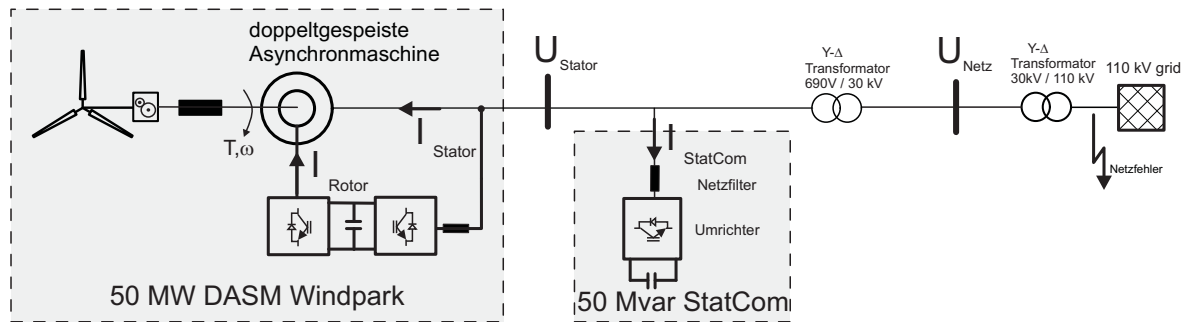 doppeltgespeiste
Asynchronmaschine
T,ω
I
Stator
I
Rotor
50 MW DASM Windpark
U
Stator
I
StatCom
Netzfilter
Umrichter
50 Mvar StatCom
Y-Δ
Transformator
690V / 30 kV
U
Netz
Y-Δ
Transformator
30kV / 110 kV
110 kV grid
Netzfehler